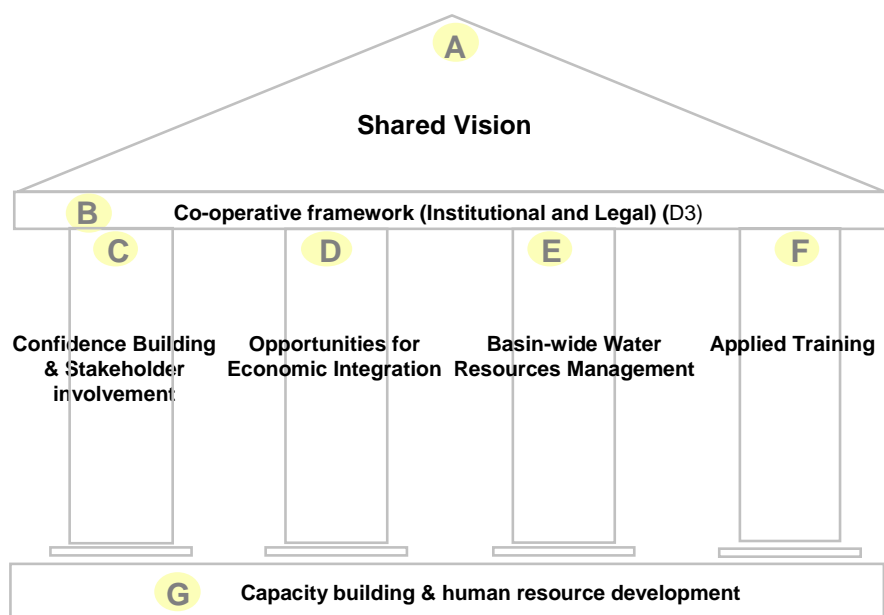 A
Shared Vision
B
Co-operative framework (Institutional and Legal) (D3)
C
D
E
F
Confidence Building
& Stakeholder
involvement
Opportunities for
Economic Integration
Basin-wide Water
Resources Management
Applied Training
G
Capacity building & human resource development